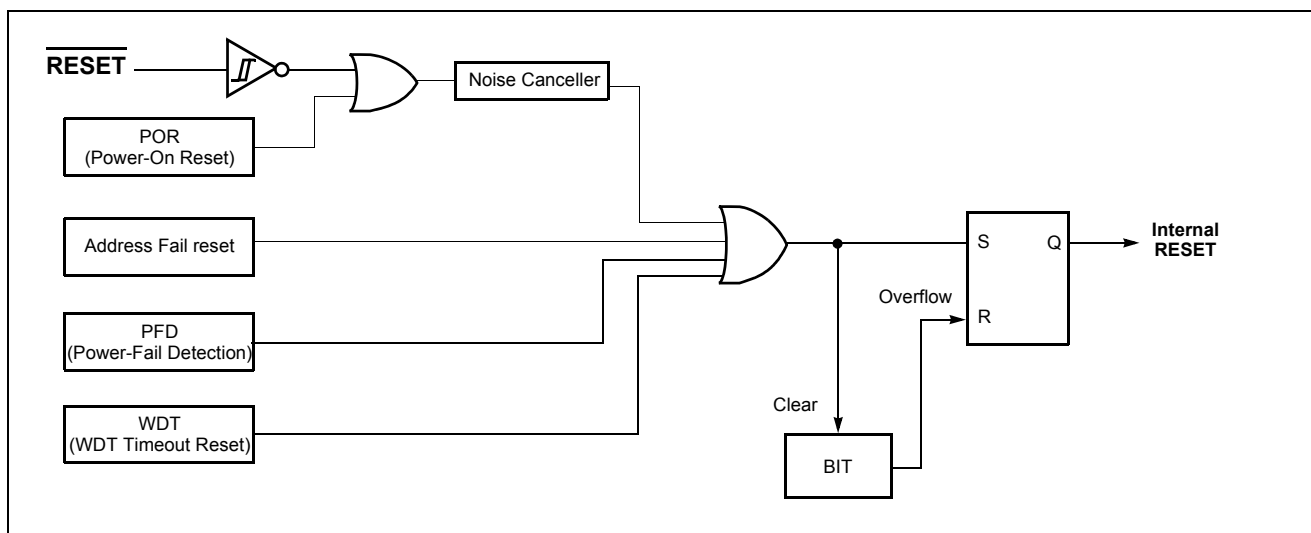 RESET
Noise Canceller
POR
(Power-On Reset)
Address Fail reset
S
Q
Internal
RESET
Overflow
R
PFD
(Power-Fail Detection)
Clear
WDT
(WDT Timeout Reset)
BIT